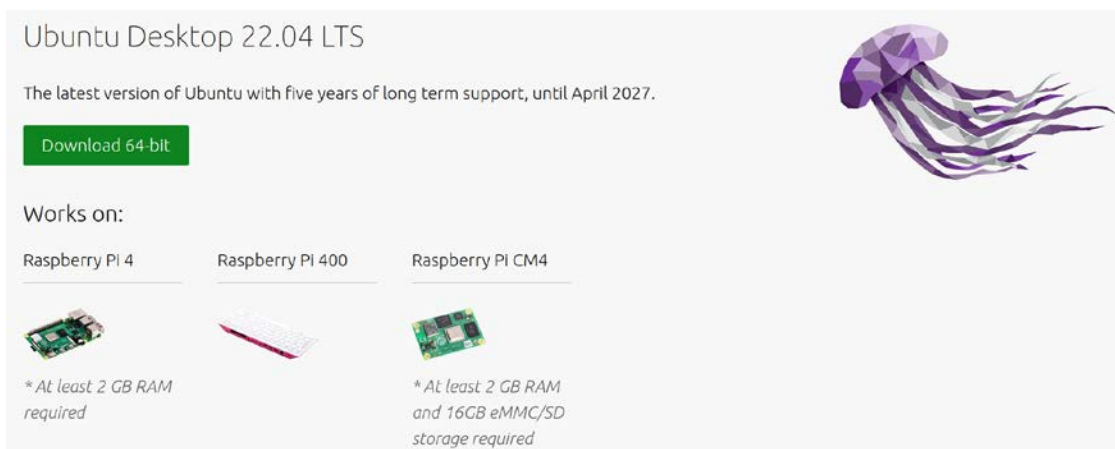 Ubuntu Desktop 22.04 LTS
The latest version of Ubuntu with five years of long term support, until April 2027.
Download 64-bit
Works on:
Raspberry Pi 4
Raspberry Pi 400
Raspberry Pi CM4
* At least 2 GB RAM
required
* At least 2 GB RAM
and 16GB eMMC/SD
storage required